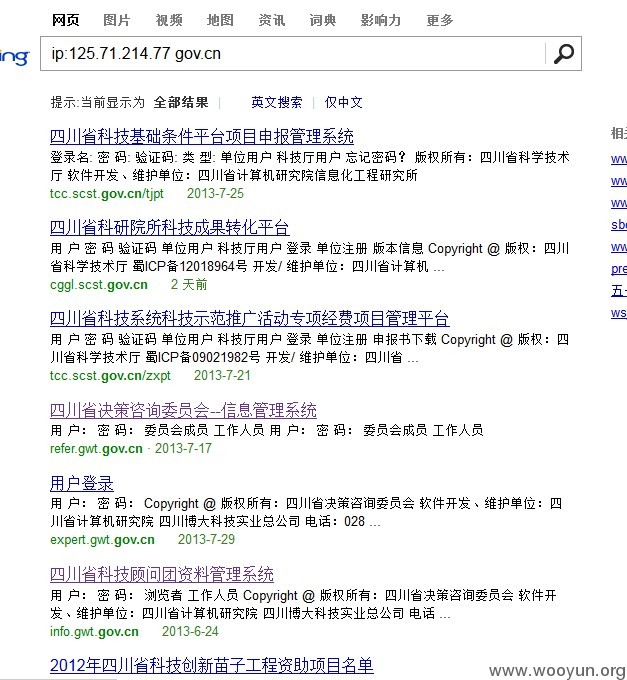 网页 图片 视频 地图 资讯 词典 影响力 更多
ing
ip:125.71.214.77 gov.cn
提示:当前显示为 全部结果 | 英文搜索 | 仅中文
四川省科技基础条件平台项目申报管理系统
登录名: 密 码: 验证码: 类 型: 单位用户 科技厅用户 忘记密码？ 版权所有：四川省科学技术
厅 软件开发、维护单位：四川省计算机研究院信息化工程研究所
tcc.scst.gov.cn/tjpt 2013-7-25
四川省科研院所科技成果转化平台
用 户 密 码 验证码 单位用户 科技厅用户 登录 单位注册 版本信息 Copyright @ 版权：四川
省科学技术厅 蜀ICP备12018964号 开发/ 维护单位：四川省计算机 ...
cggl.scst.gov.cn 2 天前
四川省科技系统科技示范推广活动专项经费项目管理平台
用 户 密 码 验证码 单位用户 科技厅用户 登录 单位注册 申报书下载 Copyright @ 版权：四
川省科学技术厅 蜀ICP备09021982号 开发/ 维护单位：四川省 ...
tcc.scst.gov.cn/zxpt 2013-7-21
四川省决策咨询委员会--信息管理系统
用 户： 密 码： 委员会成员 工作人员 用 户： 密 码： 委员会成员 工作人员
refer.gwt.gov.cn · 2013-7-17
用户登录
用 户： 密 码： Copyright @ 版权所有：四川省决策咨询委员会 软件开发、维护单位：四
川省计算机研究院 四川博大科技实业总公司 电话：028 ...
expert.gwt.gov.cn 2013-7-29
四川省科技顾问团资料管理系统
用 户： 密 码： 浏览者 工作人员 Copyright @ 版权所有：四川省决策咨询委员会 软件开
发、维护单位：四川省计算机研究院 四川博大科技实业总公司 电话 ...
info.gwt.gov.cn 2013-6-24
2012年四川省科技创新苗子工程资助项目名单
相
ww
ww
ww
sbc
ww
pre
五一
ws
www.wooyun.org